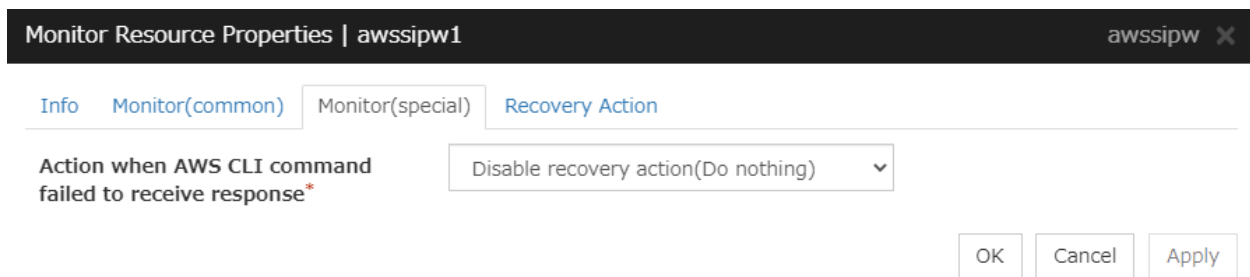 Monitor Resource Properties | awssipw1 awssipw ✖
Info Monitor(common) Monitor(special) Recovery Action
Action when AWS CLI command
failed to receive response*
Disable recovery action(Do nothing)
OK Cancel Apply